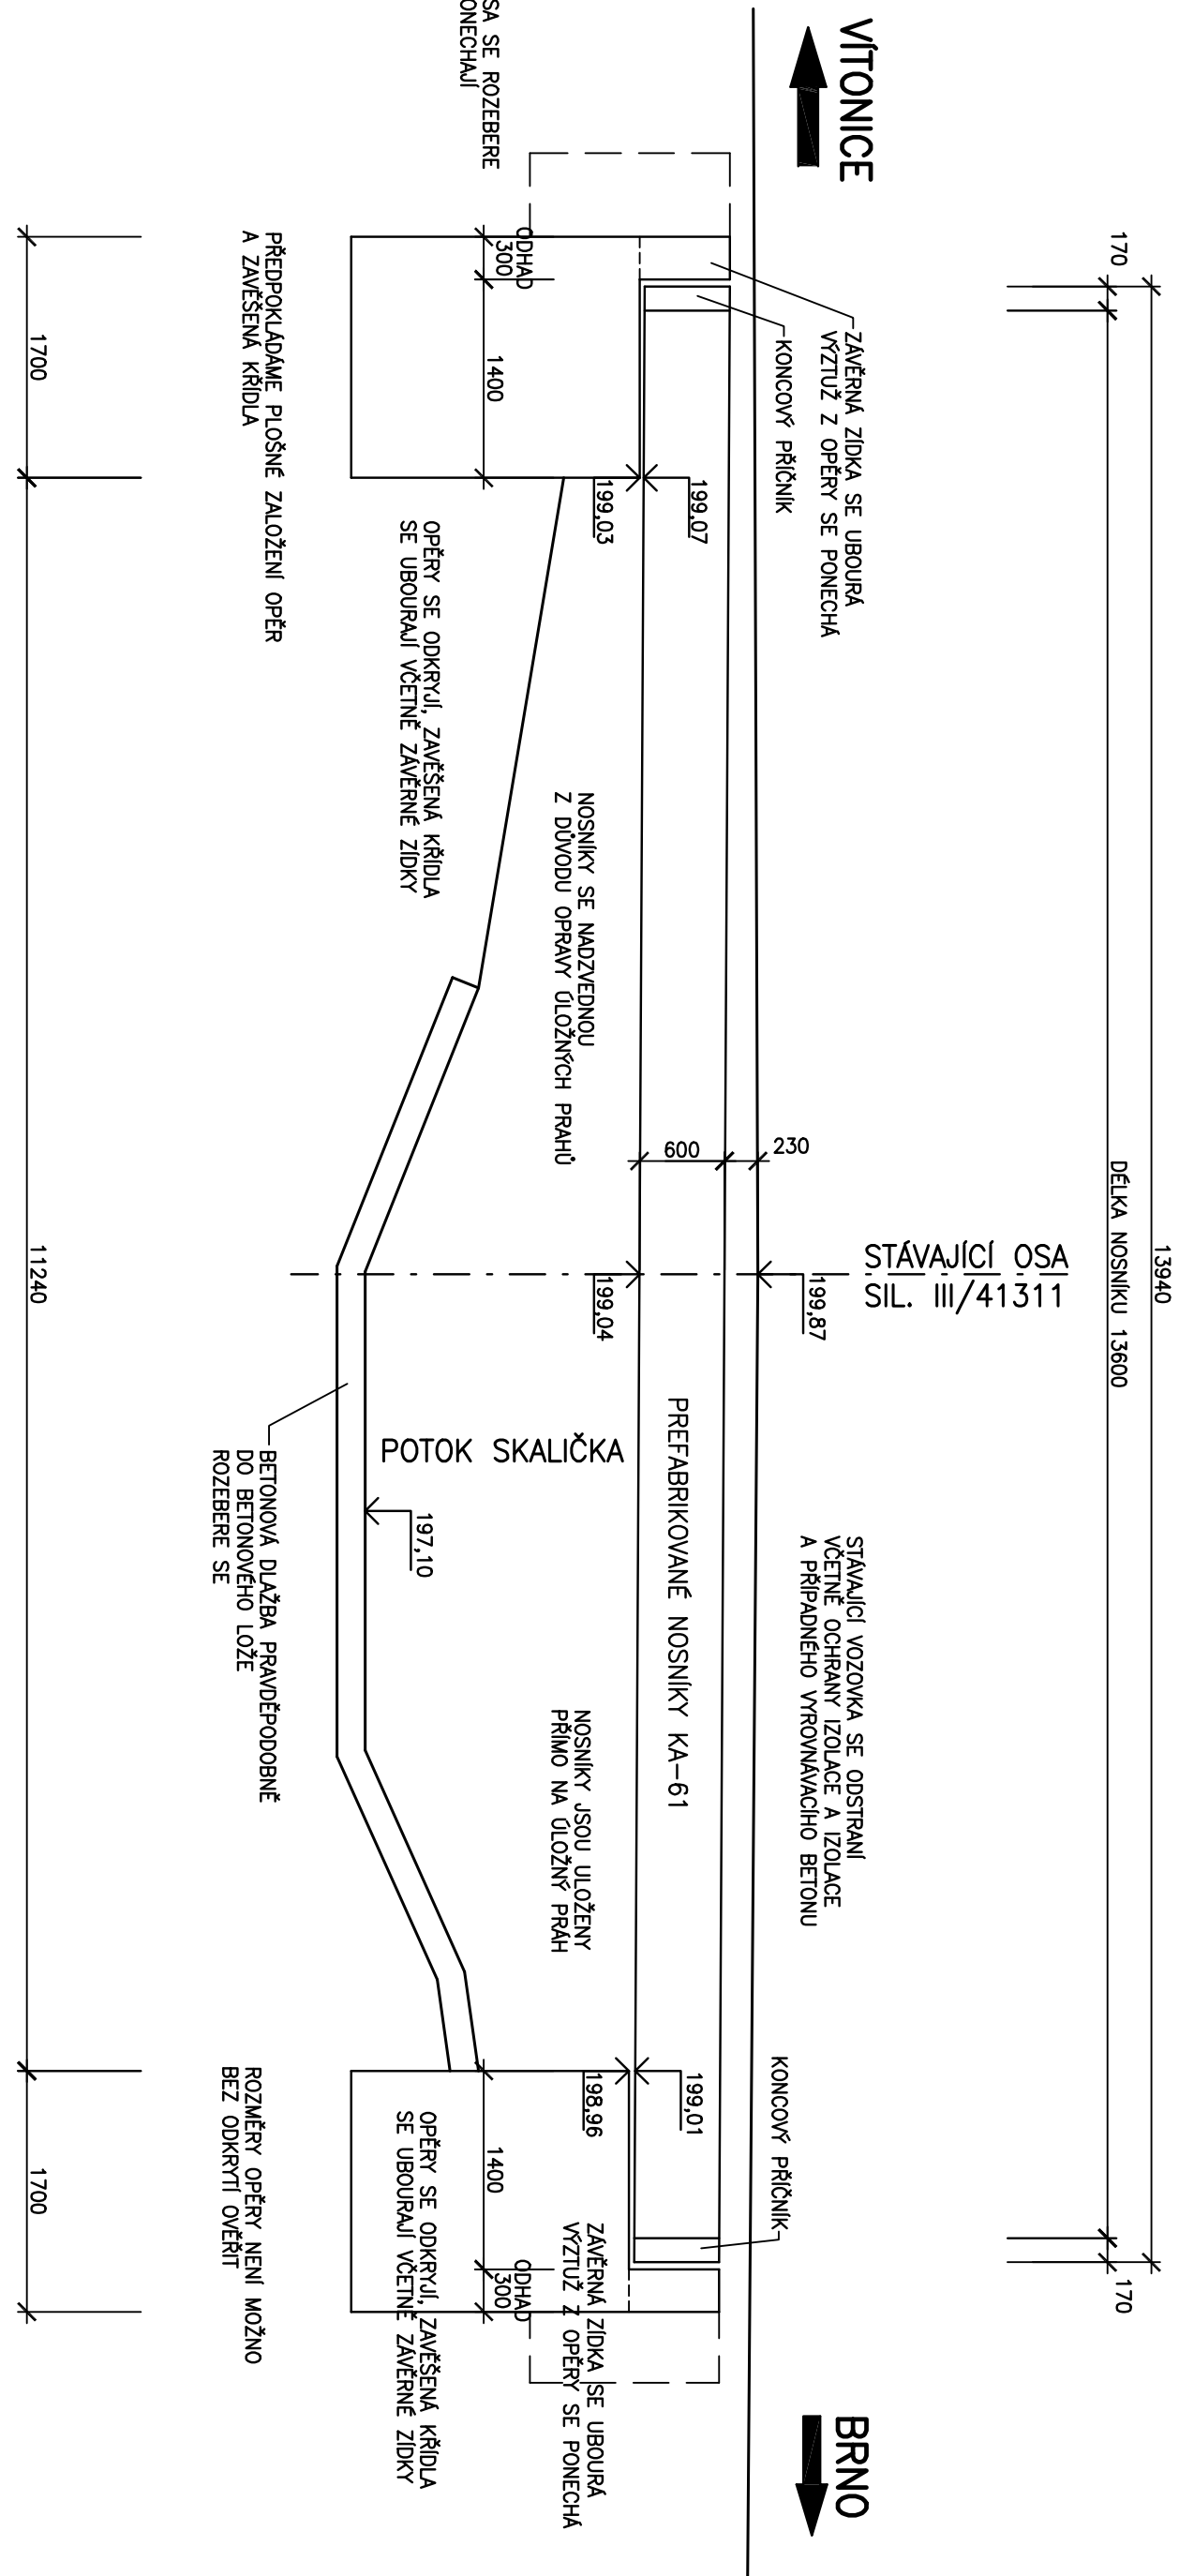 VÍTONICE
BRNO
13940
170
DÉLKA NOSNÍKU 13600
170
STÁVAJÍCÍ OSA
SIL. III/41311
ZÁVĚRNÁ ZÍDKA SE UBOURÁ
VÝZTUŽ Z OPĚRY SE PONECHÁ
KONCOVÝ PŘÍČNÍK
STÁVAJÍCÍ VOZOVKA SE ODSTRANÍ
VČETNĚ OCHRANY IZOLACE A IZOLACE
A PŘÍPADNÉHO VYROVNÁVACÍHO BETONU
KONCOVÝ PŘÍČNÍK
199,87
230
600
199,07
199,03
199,04
PREFABRIKOVANÉ NOSNÍKY KA-61
199,01
198,96
SA SE ROZEBERE
ONECHAJÍ
ODHAD
300
1400
NOSNÍKY SE NADZVEDNOU
Z DŮVODU OPRAVY ÚLOŽNÝCH PRAHŮ
POTOK SKALIČKA
NOSNÍKY JSOU ULOŽENY
PŘÍMO NA ÚLOŽNÝ PRÁH
ZÁVĚRNÁ ZÍDKA SE UBOURÁ
VÝZTUŽ Z OPĚRY SE PONECHÁ
1400
ODHAD
300
OPĚRY SE ODKRYJÍ, ZAVĚŠENÁ KŘÍDLA
SE UBOURAJÍ VČETNĚ ZÁVĚRNÉ ZÍDKY
197,10
OPĚRY SE ODKRYJÍ, ZAVĚŠENÁ KŘÍDLA
SE UBOURAJÍ VČETNĚ ZÁVĚRNÉ ZÍDKY
PŘEDPOKLÁDÁME PLOŠNÉ ZALOŽENÍ OPĚR
A ZAVĚŠENÁ KŘÍDLA
BETONOVÁ DLAŽBA PRAVDĚPODOBNĚ
DO BETONOVÉHO LOŽE
ROZEBERE SE
ROZMĚRY OPĚRY NENÍ MOŽNO
BEZ ODKRYTÍ OVĚŘIT
1700
11240
1700